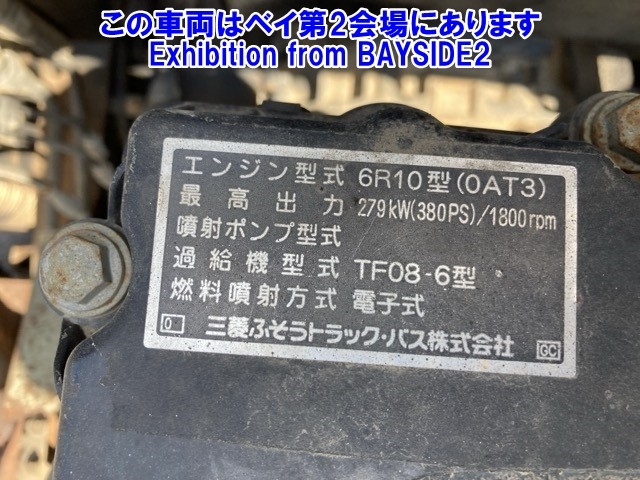 この車両はベイ第2会場にあります
Exhibition from BAYSIDE2
エンジン型式 6R10型(0AT3)
最高出力 279kW(380PS)/1800rpm
噴射ポンプ型式
過給機型式 TF08-6型
燃料噴射方式 電子式
0 三菱ふそうトラック・バス株式会社 GC